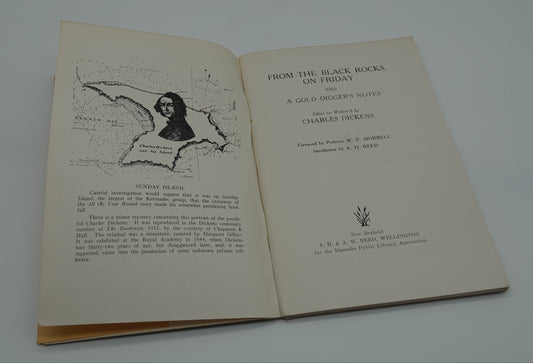 Charles Dickens
and his Island
SUNDAY ISLAND.
Careful investigation would suggest that it was on Sunday
Island, the largest of the Kermadec group, that the castaway of
the All the Year Round story made his somewhat perplexing land-
fall.
There is a minor mystery concerning this portrait of the youth-
ful Charles Dickens. It was reproduced in the Dickens centenary
number of The Bookman, 1912, by the courtesy of Chapman &
Hall. The original was a miniature, painted by Margaret Gillies.
It was exhibited at the Royal Academy in 1844, when Dickens
was thirty-two years of age, but disappeared later, and, it was
supposed, came into the possession of some unknown private col-
lector.
FROM THE BLACK ROCKS,
ON FRIDAY
AND
A GOLD DIGGER'S NOTES
Edited (or Written?) by
CHARLES DICKENS
Foreword by Professor W. P. MORRELL
Introduction by A. H. REED
New Zealand
A. H. & A. W. REED, WELLINGTON
for the Dunedin Public Library Association